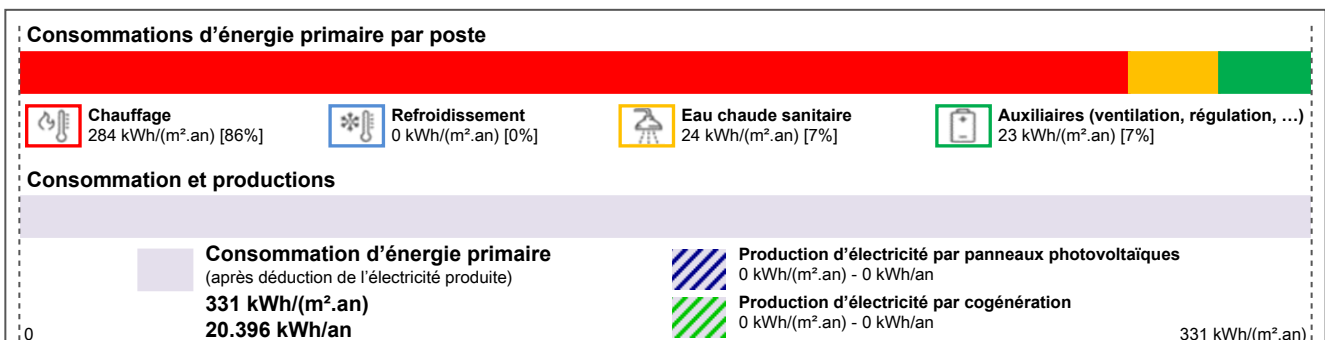 Consommations d'énergie primaire par poste
Chauffage
284 kWh/(m².an) [86%]
Refroidissement
0 kWh/(m².an) [0%]
Eau chaude sanitaire
24 kWh/(m².an) [7%]
Auxiliaires (ventilation, régulation, …)
23 kWh/(m².an) [7%]
Consommation et productions
Consommation d'énergie primaire
(après déduction de l'électricité produite)
331 kWh/(m².an)
20.396 kWh/an
Production d'électricité par panneaux photovoltaïques
0 kWh/(m².an) - 0 kWh/an
Production d'électricité par cogénération
0 kWh/(m².an) - 0 kWh/an
0
331 kWh/(m².an)